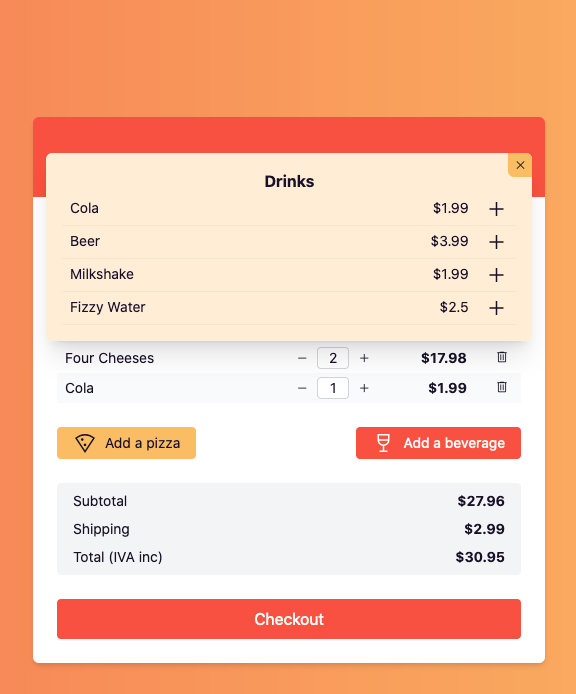 Drinks
Cola $1.99
Beer $3.99
Milkshake $1.99
Fizzy Water $2.5
Four Cheeses 2 $17.98
Cola 1 $1.99
Add a pizza Add a beverage
Subtotal $27.96
Shipping $2.99
Total (IVA inc) $30.95
Checkout